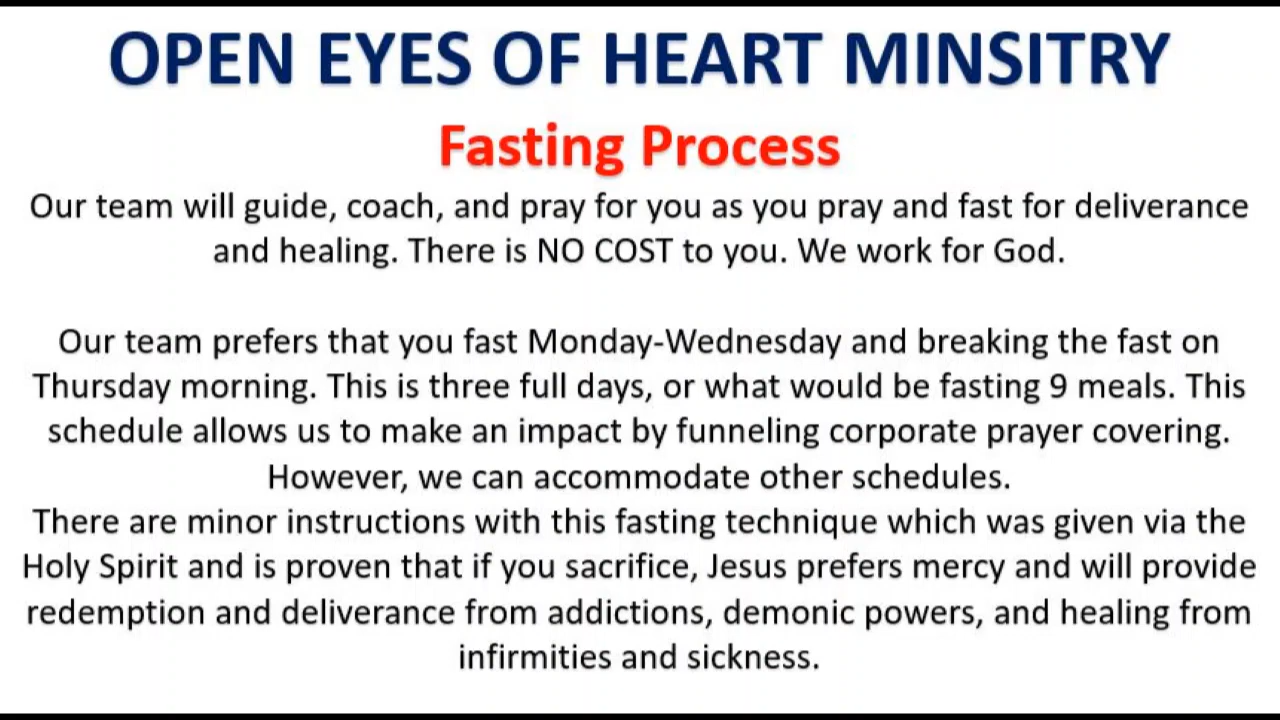 OPEN EYES OF HEART MINSITRY
Fasting Process
Our team will guide, coach, and pray for you as you pray and fast for deliverance
and healing. There is NO COST to you. We work for God.
Our team prefers that you fast Monday-Wednesday and breaking the fast on
Thursday morning. This is three full days, or what would be fasting 9 meals. This
schedule allows us to make an impact by funneling corporate prayer covering.
However, we can accommodate other schedules.
There are minor instructions with this fasting technique which was given via the
Holy Spirit and is proven that if you sacrifice, Jesus prefers mercy and will provide
redemption and deliverance from addictions, demonic powers, and healing from
infirmities and sickness.